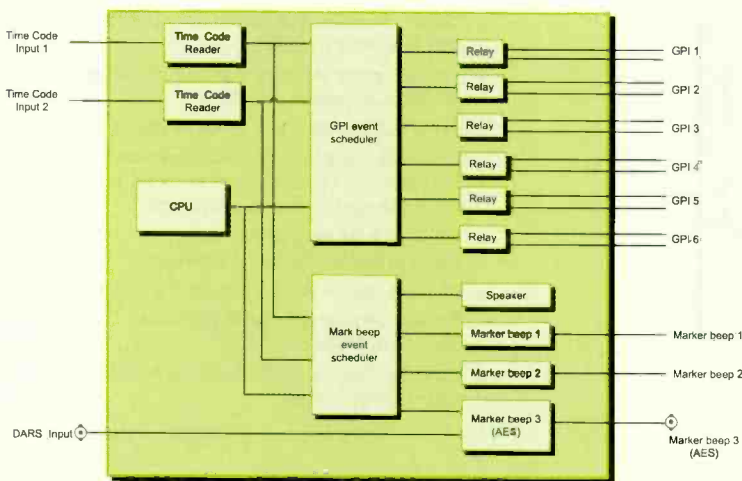 Time Code
Input 1
Time Code
Reader
Time Code
Input 2
Time Code
Reader
CPU
GPI event
scheduler
Relay
GPI 1
Relay
GPI 2
Relay
GPI 3
Relay
GPI 4
Relay
GPI 5
Relay
GPI 6
Mark beep
event
scheduler
Speaker
Marker beep 1
Marker beep 1
Marker beep 2
Marker beep 2
DARS Input
Marker beep 3
(AES)
Marker beep 3
(AES)